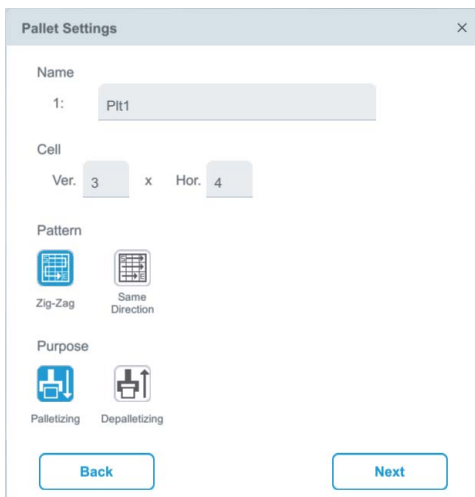 Pallet Settings ×
Name
1: Plt1
Cell
Ver. 3 x Hor. 4
Pattern
Zig-Zag Same
Direction
Purpose
Palletizing Depalletizing
Back Next